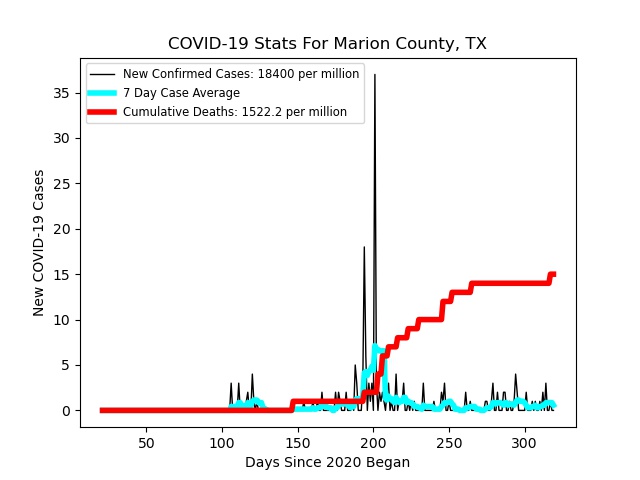 COVID-19 Stats For Marion County, TX
New Confirmed Cases: 18400 per million
7 Day Case Average
Cumulative Deaths: 1522.2 per million
New COVID-19 Cases
35
30
25
20
15
10
5
0
50 100 150 200 250 300
Days Since 2020 Began